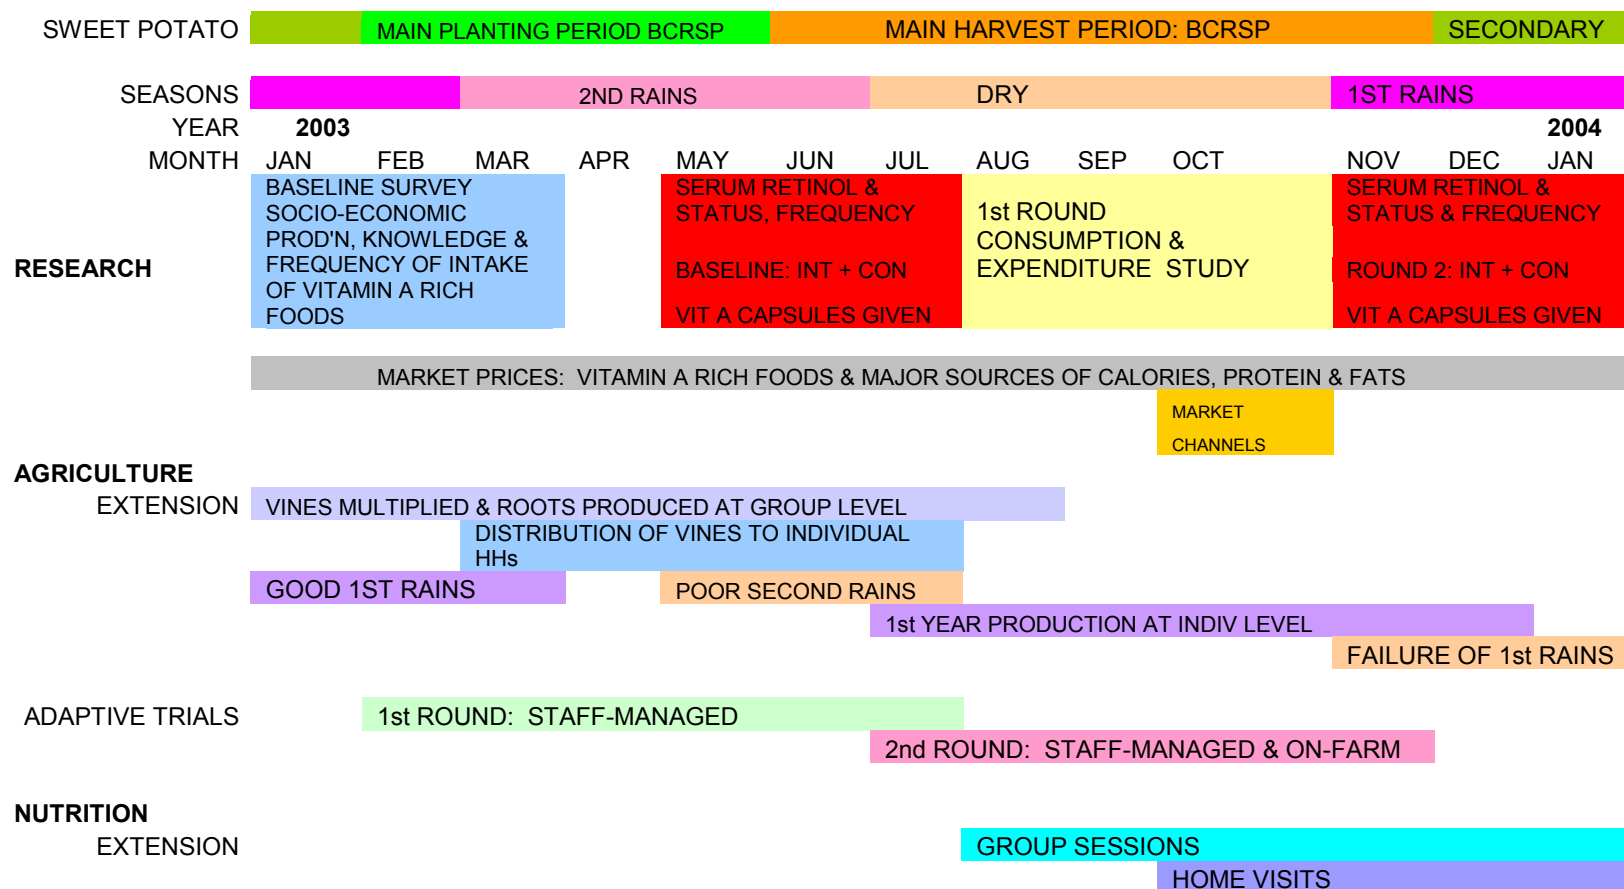 SWEET POTATO MAIN PLANTING PERIOD BCRSP MAIN HARVEST PERIOD: BCRSP SECONDARY
SEASONS 2ND RAINS DRY 1ST RAINS
YEAR 2003 2004
MONTH JAN FEB MAR APR MAY JUN JUL AUG SEP OCT NOV DEC JAN
RESEARCH
BASELINE SURVEY
SOCIO-ECONOMIC
PROD'N, KNOWLEDGE &
FREQUENCY OF INTAKE
OF VITAMIN A RICH
FOODS
SERUM RETINOL &
STATUS, FREQUENCY
BASELINE: INT + CON
VIT A CAPSULES GIVEN
1st ROUND
CONSUMPTION &
EXPENDITURE STUDY
SERUM RETINOL &
STATUS & FREQUENCY
ROUND 2: INT + CON
VIT A CAPSULES GIVEN
MARKET PRICES: VITAMIN A RICH FOODS & MAJOR SOURCES OF CALORIES, PROTEIN & FATS
MARKET
CHANNELS
AGRICULTURE
EXTENSION VINES MULTIPLIED & ROOTS PRODUCED AT GROUP LEVEL
DISTRIBUTION OF VINES TO INDIVIDUAL
HHs
GOOD 1ST RAINS POOR SECOND RAINS
1st YEAR PRODUCTION AT INDIV LEVEL
FAILURE OF 1st RAINS
ADAPTIVE TRIALS 1st ROUND: STAFF-MANAGED
2nd ROUND: STAFF-MANAGED & ON-FARM
NUTRITION
EXTENSION GROUP SESSIONS
HOME VISITS